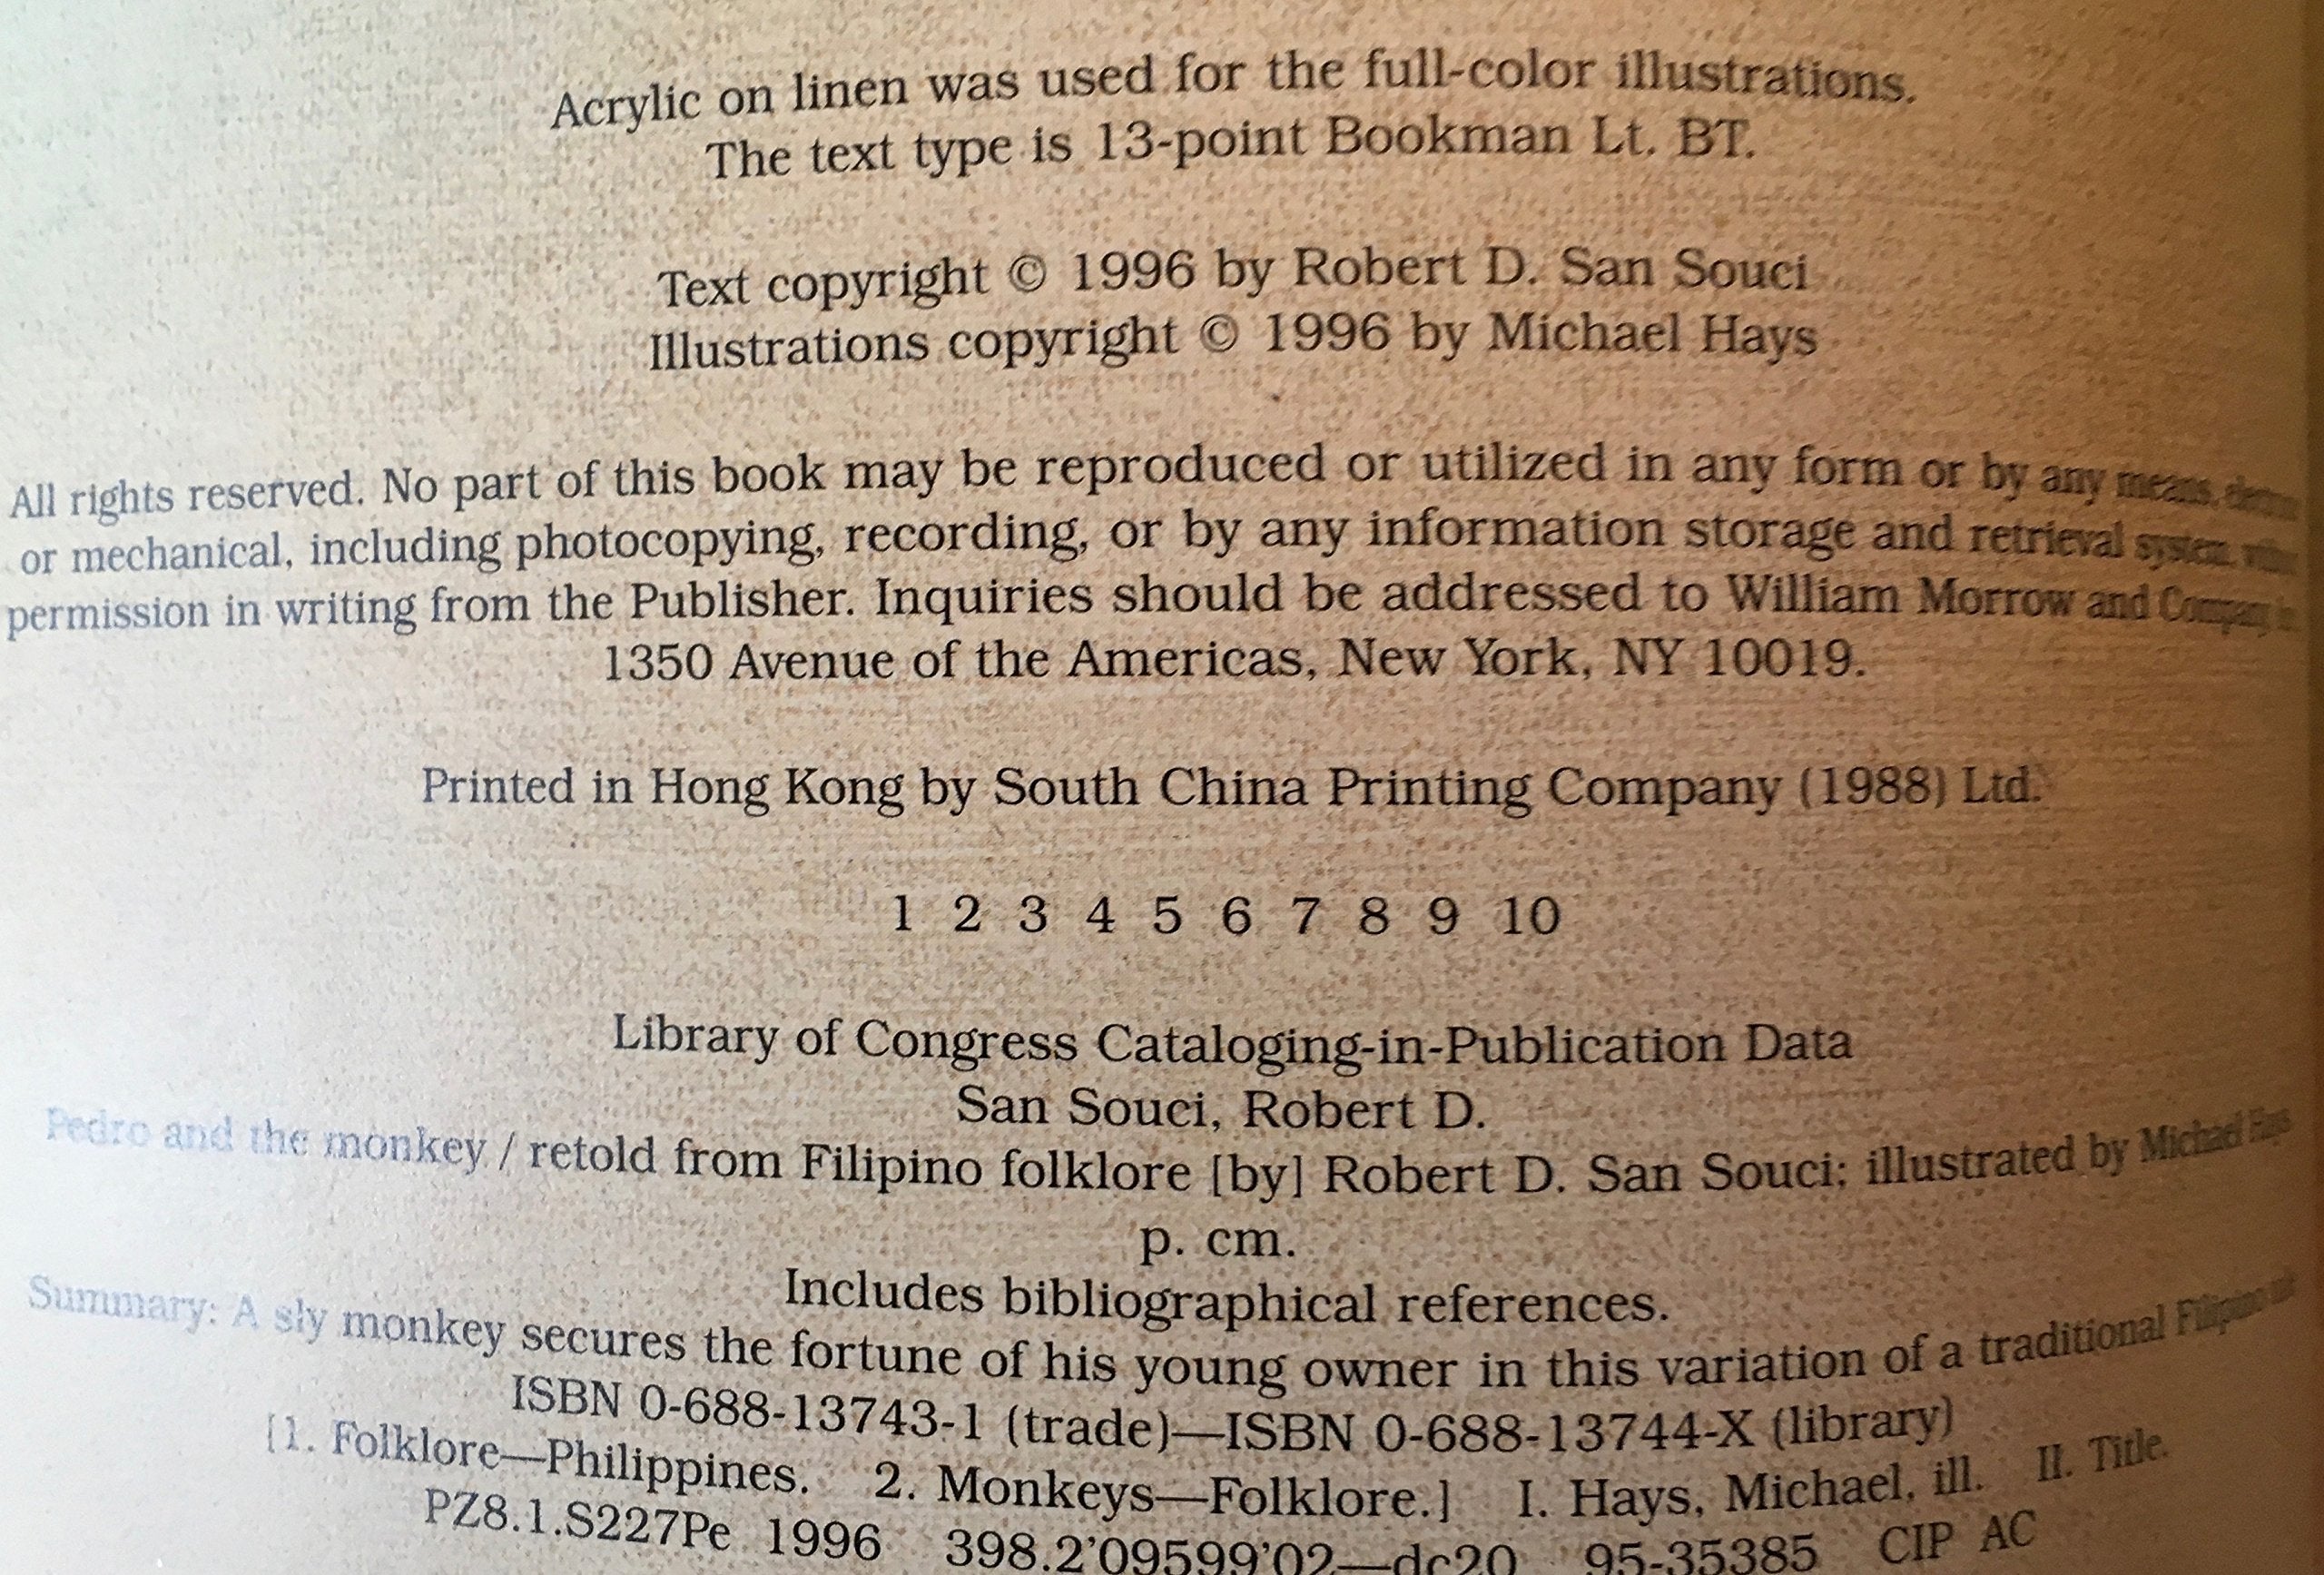 Acrylic on linen was used for the full-color illustrations.
The text type is 13-point Bookman Lt. BT.
Text copyright © 1996 by Robert D. San Souci
Illustrations copyright © 1996 by Michael Hays
All rights reserved. No part of this book may be reproduced or utilized in any form or by any means,
or mechanical, including photocopying, recording, or by any information storage and retrieval system,
permission in writing from the Publisher. Inquiries should be addressed to William Morrow and Company,
1350 Avenue of the Americas, New York, NY 10019.
Printed in Hong Kong by South China Printing Company (1988) Ltd.
1 2 3 4 5 6 7 8 9 10
Library of Congress Cataloging-in-Publication Data
San Souci, Robert D.
Pedro and the monkey / retold from Filipino folklore [by] Robert D. San Souci; illustrated by Michael Hays
p. cm.
Includes bibliographical references.
Summary: A sly monkey secures the fortune of his young owner in this variation of a traditional Filipino
ISBN 0-688-13743-1 (trade)—ISBN 0-688-13744-X (library)
[1. Folklore—Philippines. 2. Monkeys—Folklore.] I. Hays, Michael, ill. II. Title.
PZ8.1.S227Pe 1996 398.2'09599'02—dc20 95-35385 CIP AC